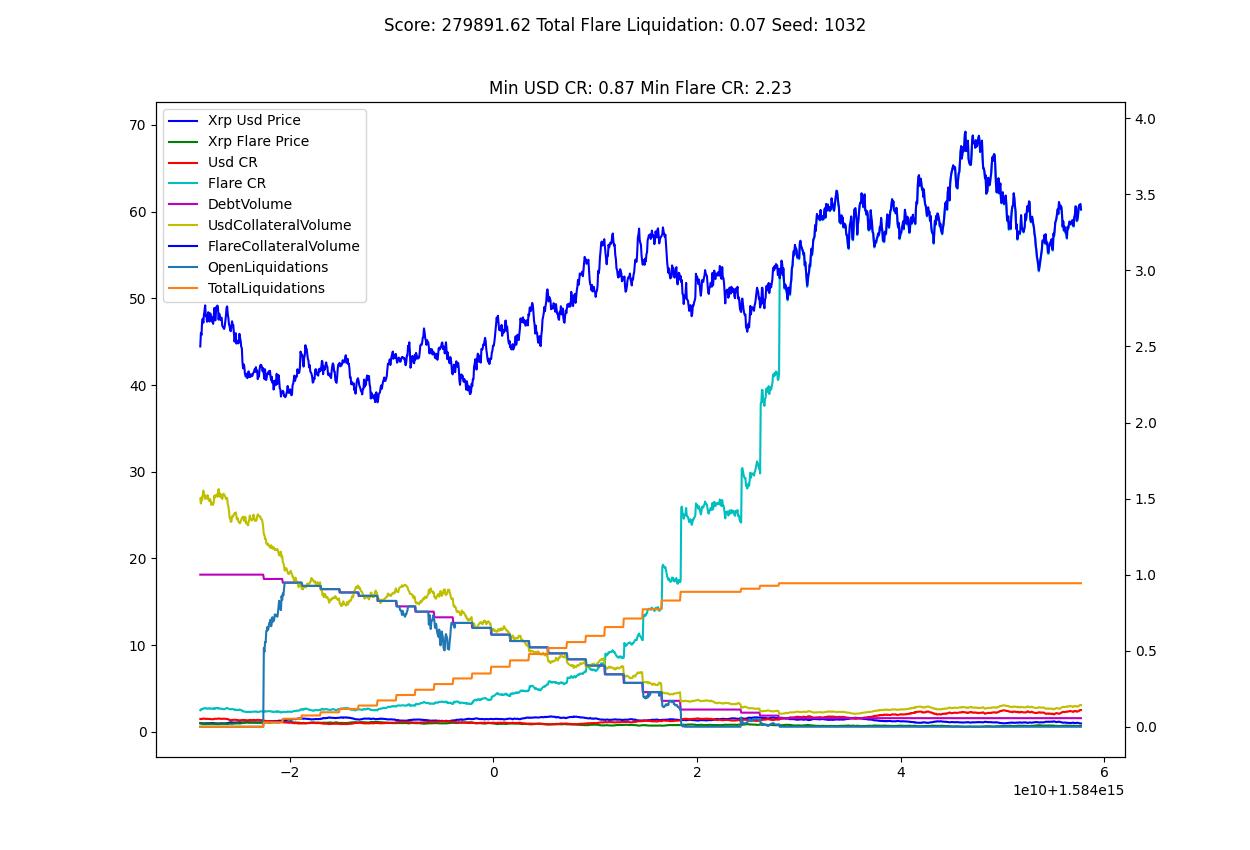 Score: 279891.62 Total Flare Liquidation: 0.07 Seed: 1032
Min USD CR: 0.87 Min Flare CR: 2.23
Xrp Usd Price
Xrp Flare Price
Usd CR
Flare CR
DebtVolume
UsdCollateralVolume
FlareCollateralVolume
OpenLiquidations
TotalLiquidations
70
60
50
40
30
20
10
0
4.0
3.5
3.0
2.5
2.0
1.5
1.0
0.5
0.0
−2
0
2
4
6
1e10+1.584e15